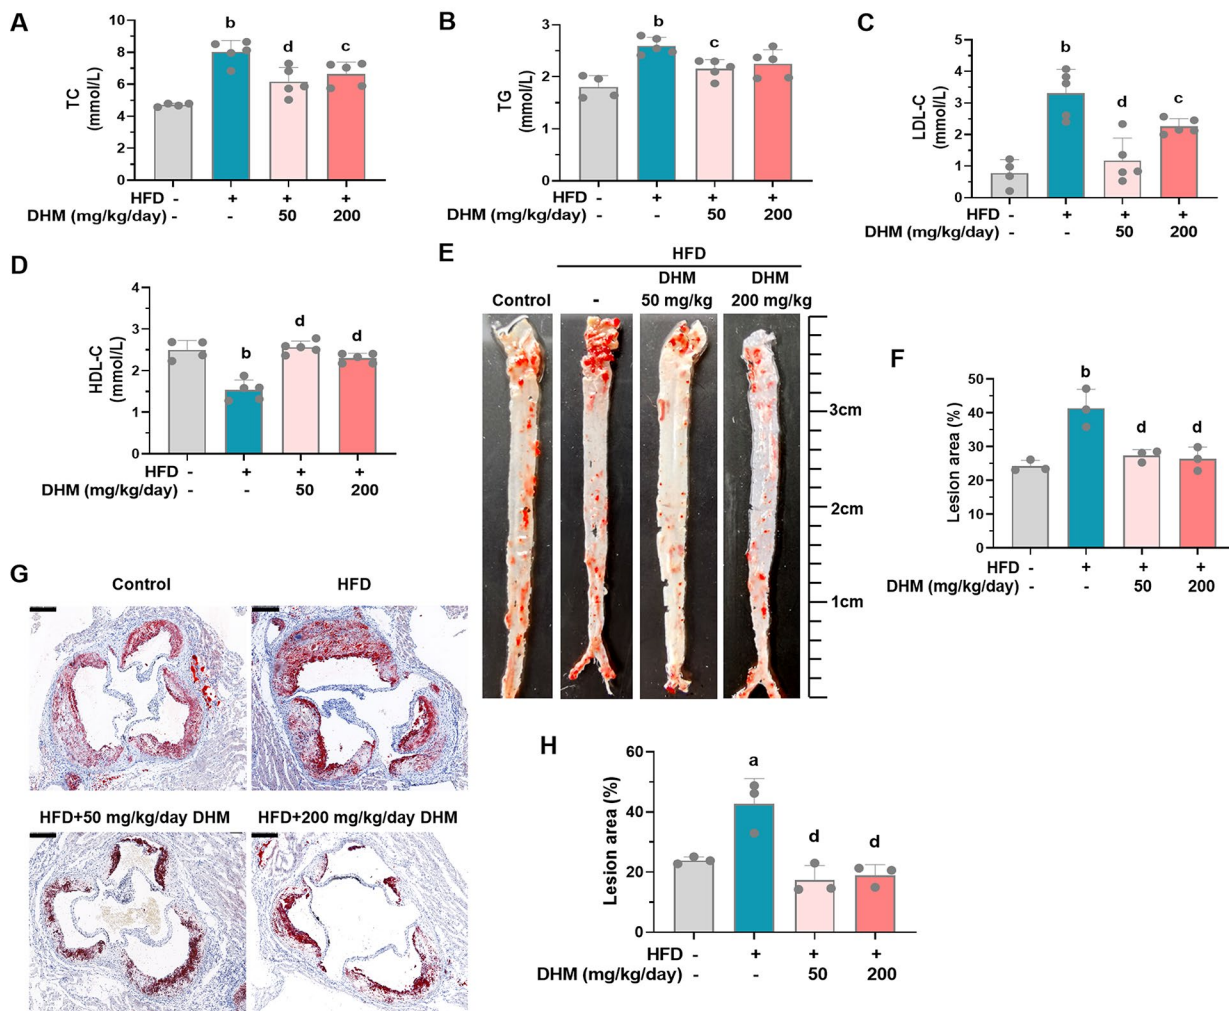 A
TC
(mmol/L)
10
8
6
4
2
0
b
d
c
HFD - + + +
DHM (mg/kg/day) - - 50 200
B
TG
(mmol/L)
3
2
1
0
b
c
HFD - + + +
DHM (mg/kg/day) - - 50 200
C
LDL-C
(mmol/L)
5
4
3
2
1
0
b
d
c
HFD - + + +
DHM (mg/kg/day) - - 50 200
D
HDL-C
(mmol/L)
4
3
2
1
0
b
d
d
HFD - + + +
DHM (mg/kg/day) - - 50 200
E
HFD
DHM DHM
Control - 50 mg/kg 200 mg/kg
3cm
2cm
1cm
F
Lesion area (%)
50
40
30
20
10
0
b
d
d
HFD - + + +
DHM (mg/kg/day) - - 50 200
G
Control HFD
HFD+50 mg/kg/day DHM HFD+200 mg/kg/day DHM
H
Lesion area (%)
60
40
20
0
a
d
d
HFD - + + +
DHM (mg/kg/day) - - 50 200